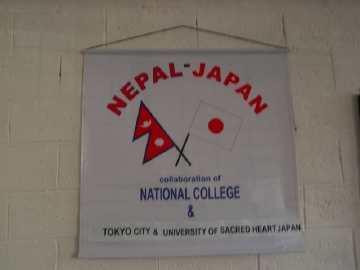 NEPAL-JAPAN
collaboration of
NATIONAL COLLEGE
&
TOKYO CITY & UNIVERSITY OF SACRED HEART JAPAN